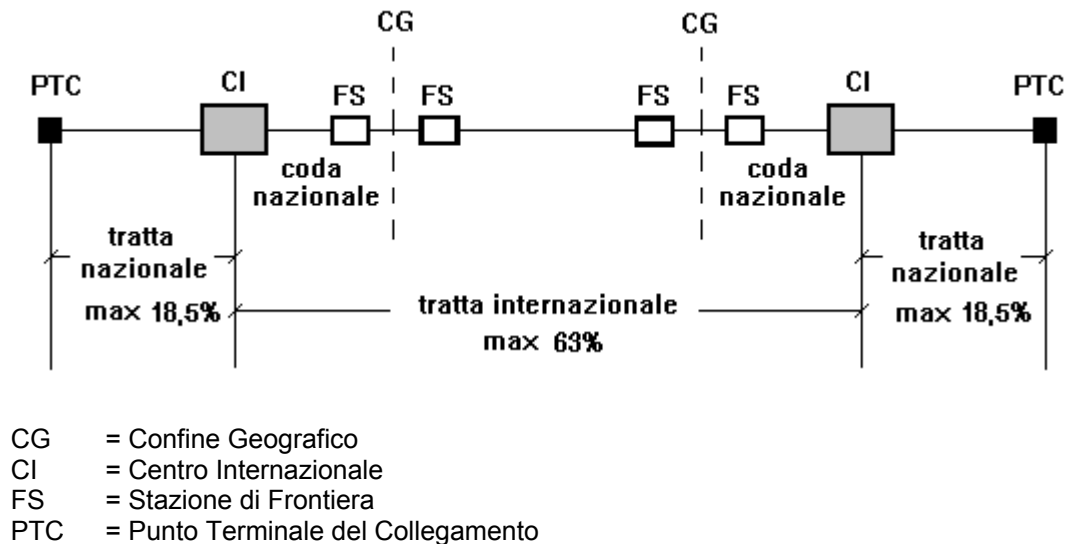 CG CG
PTC CI FS FS FS FS CI PTC
coda nazionale
coda nazionale
tratta nazionale
max 18,5%
tratta internazionale
max 63%
tratta nazionale
max 18,5%
CG = Confine Geografico
CI = Centro Internazionale
FS = Stazione di Frontiera
PTC = Punto Terminale del Collegamento